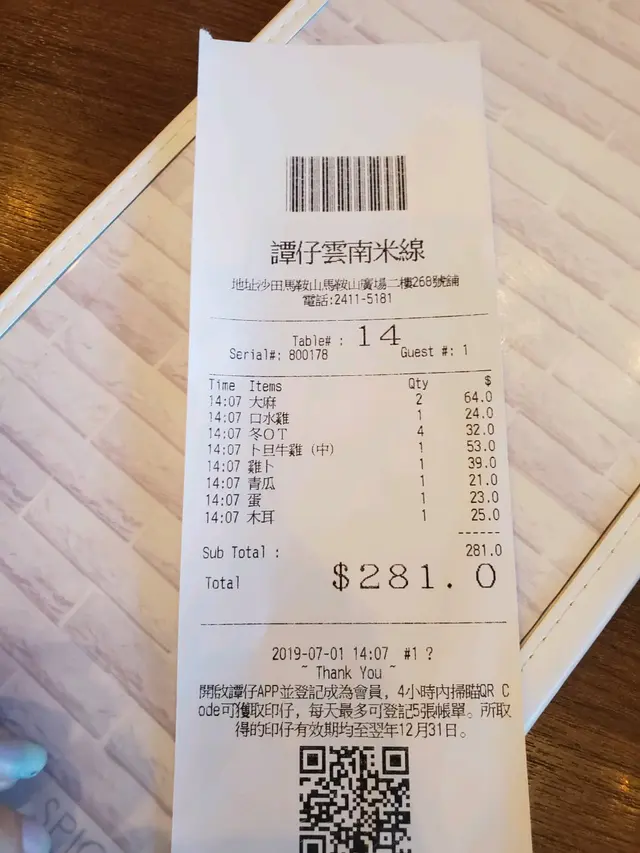 譚仔雲南米線
地址沙田馬鞍山馬鞍山廣場二樓268號舖
電話:2411-5181
Table# : 14
Serial#: 800178 Guest #: 1
Time Items Qty $
14:07 大麻 2 64.0
14:07 口水雞 1 24.0
14:07 冬OT 4 32.0
14:07 卜旦牛雞（中） 1 53.0
14:07 雞卜 1 39.0
14:07 青瓜 1 21.0
14:07 蛋 1 23.0
14:07 木耳 1 25.0
------
Sub Total : 281.0
Total $281.0
2019-07-01 14:07 #1 ?
~ Thank You ~
開啟譚仔APP並登記成為會員，4小時內掃瞄QR C
ode可獲取印仔，每天最多可登記5張帳單。所取
得的印仔有效期均至翌年12月31日。